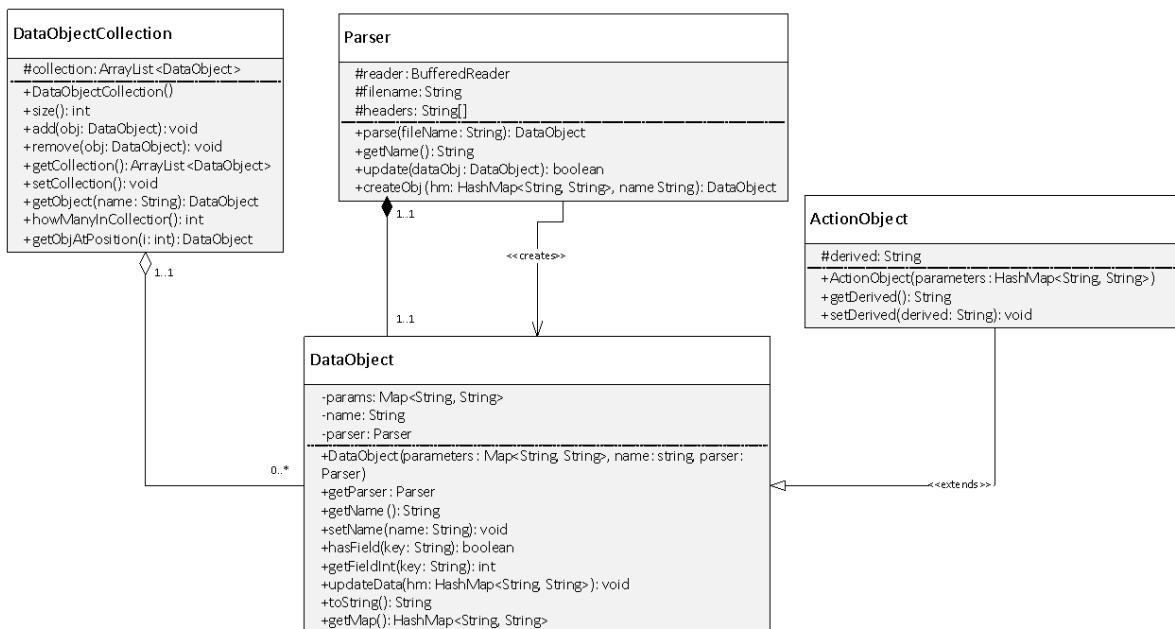 DataObjectCollection
#collection: ArrayList<DataObject>
+DataObjectCollection()
+size(): int
+add(obj: DataObject): void
+remove(obj: DataObject): void
+getCollection(): ArrayList<DataObject>
+setCollection(): void
+getObject(name: String): DataObject
+howManyInCollection(): int
+getObjAtPosition(i: int): DataObject
1..1
0..*
Parser
#reader: BufferedReader
#filename: String
#headers: String[]
+parse(fileName: String): DataObject
+getName(): String
+update(dataObj: DataObject): boolean
+createObj(hm: HashMap<String, String>, name String): DataObject
1..1
<<creates>>
1..1
ActionObject
#derived: String
+ActionObject(parameters: HashMap<String, String>)
+getDerived(): String
+setDerived(derived: String): void
<<extends>>
DataObject
-params: Map<String, String>
-name: String
-parser: Parser
+DataObject(parameters: Map<String, String>, name: string, parser:
Parser)
+getParser: Parser
+getName(): String
+setName(name: String): void
+hasField(key: String): boolean
+getFieldInt(key: String): int
+updateData(hm: HashMap<String, String>): void
+toString(): String
+getMap(): HashMap<String, String>